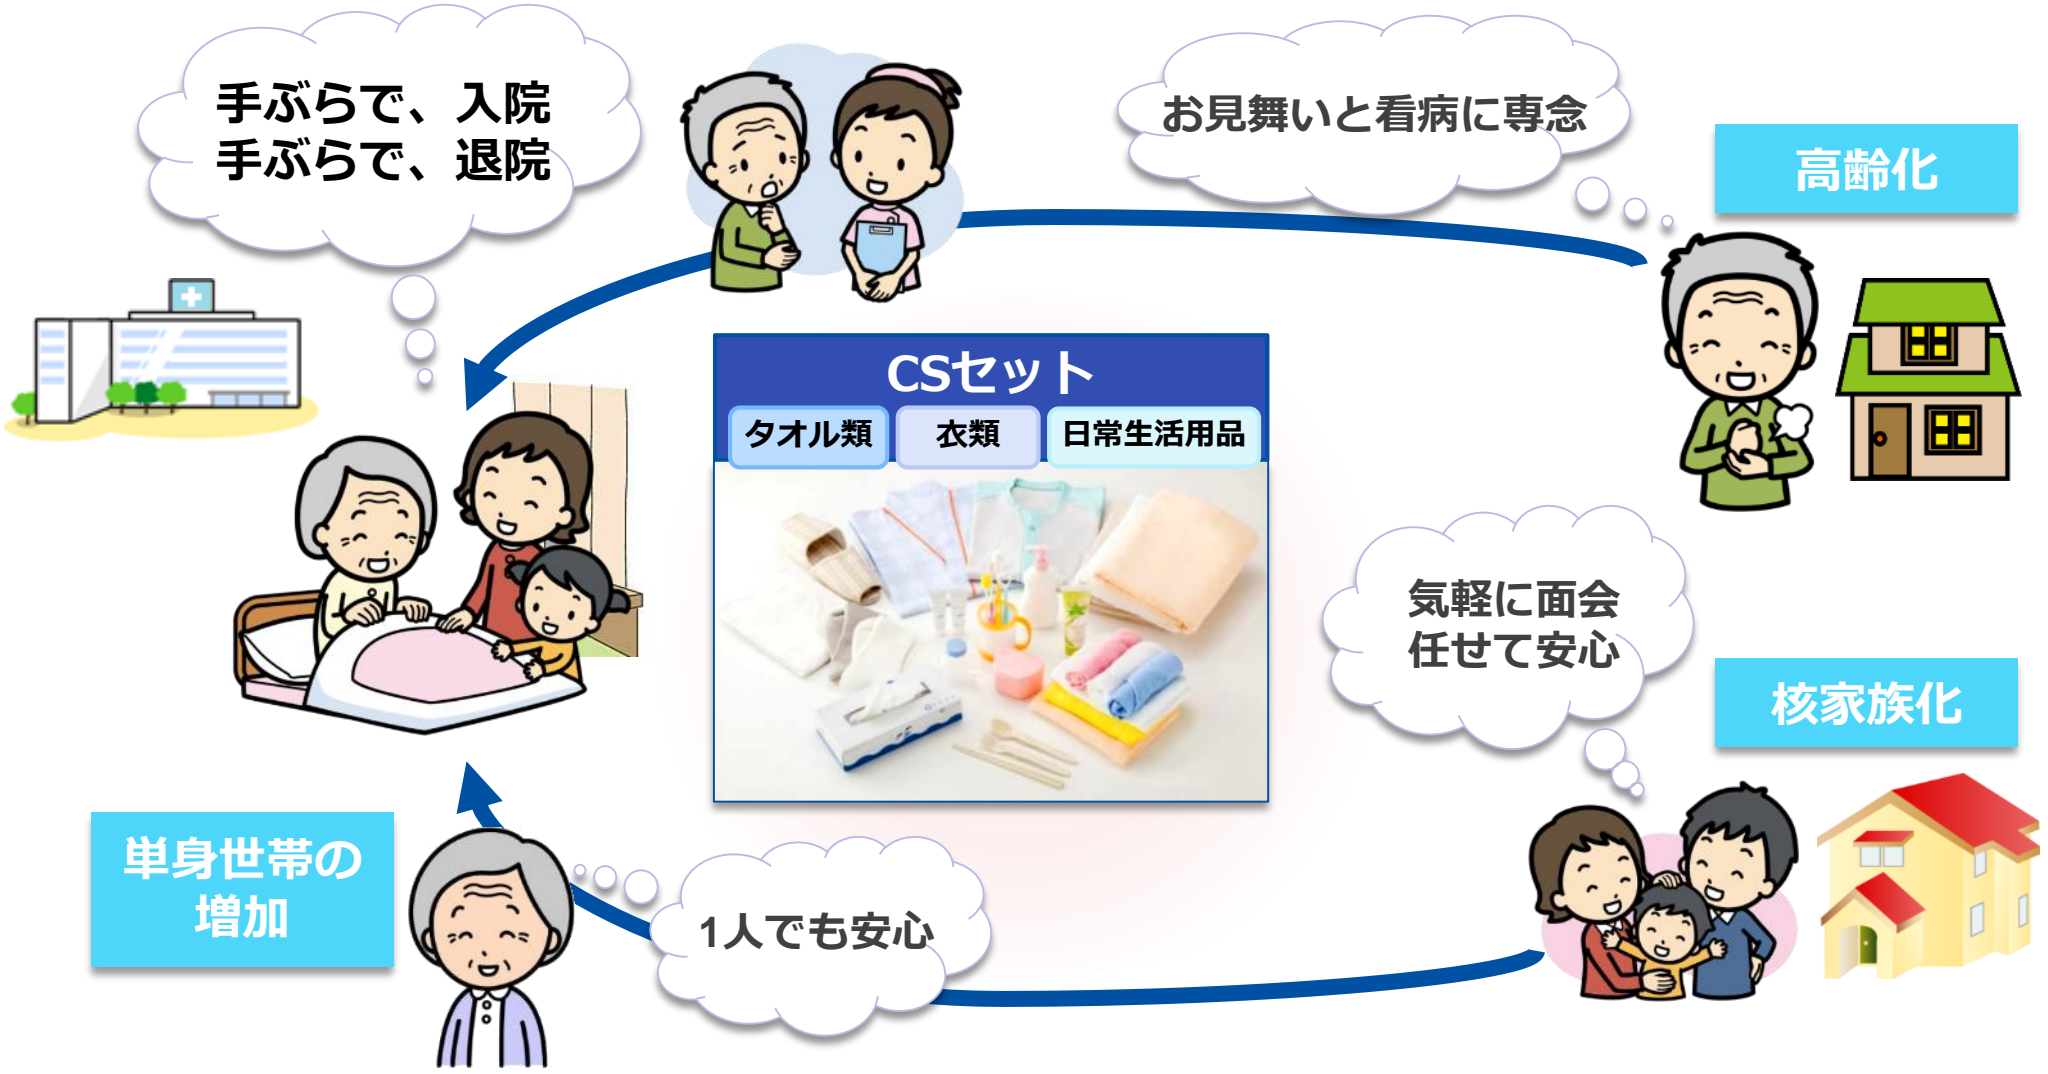 手ぶらで、入院
手ぶらで、退院
お見舞いと看病に専念
高齢化
CSセット
タオル類
衣類
日常生活用品
気軽に面会
任せて安心
核家族化
単身世帯の
増加
1人でも安心